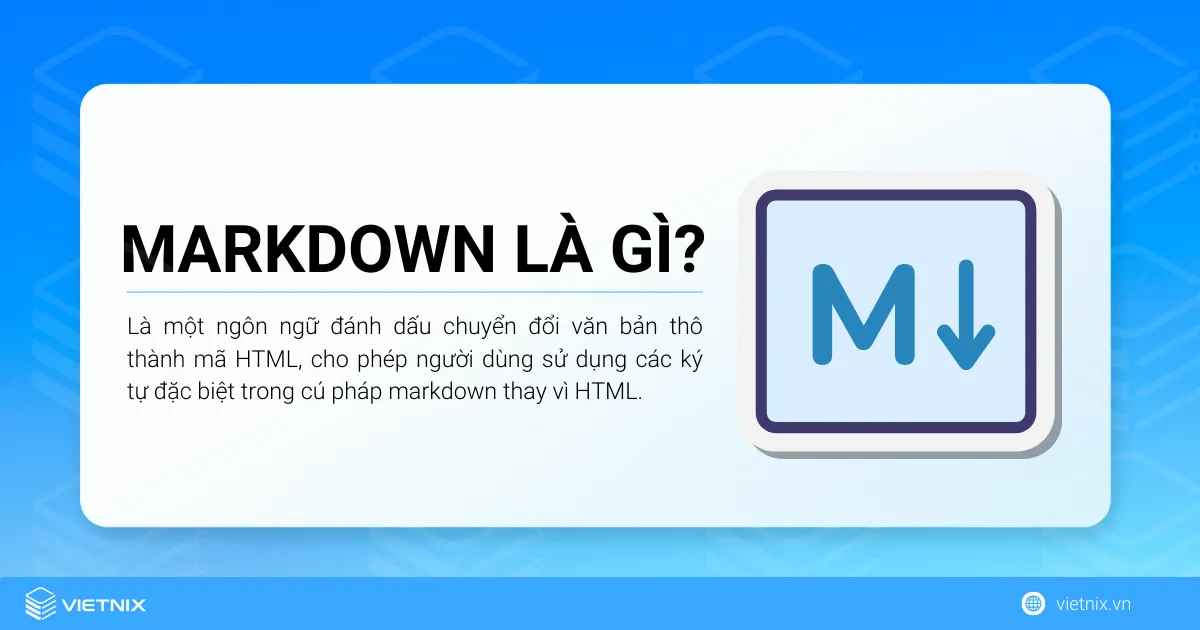 MARKDOWN LÀ GÌ?
Là một ngôn ngữ đánh dấu chuyển đổi văn bản thô
thành mã HTML, cho phép người dùng sử dụng các ký
tự đặc biệt trong cú pháp markdown thay vì HTML.
M↓
VIETNIX
vietnix.vn